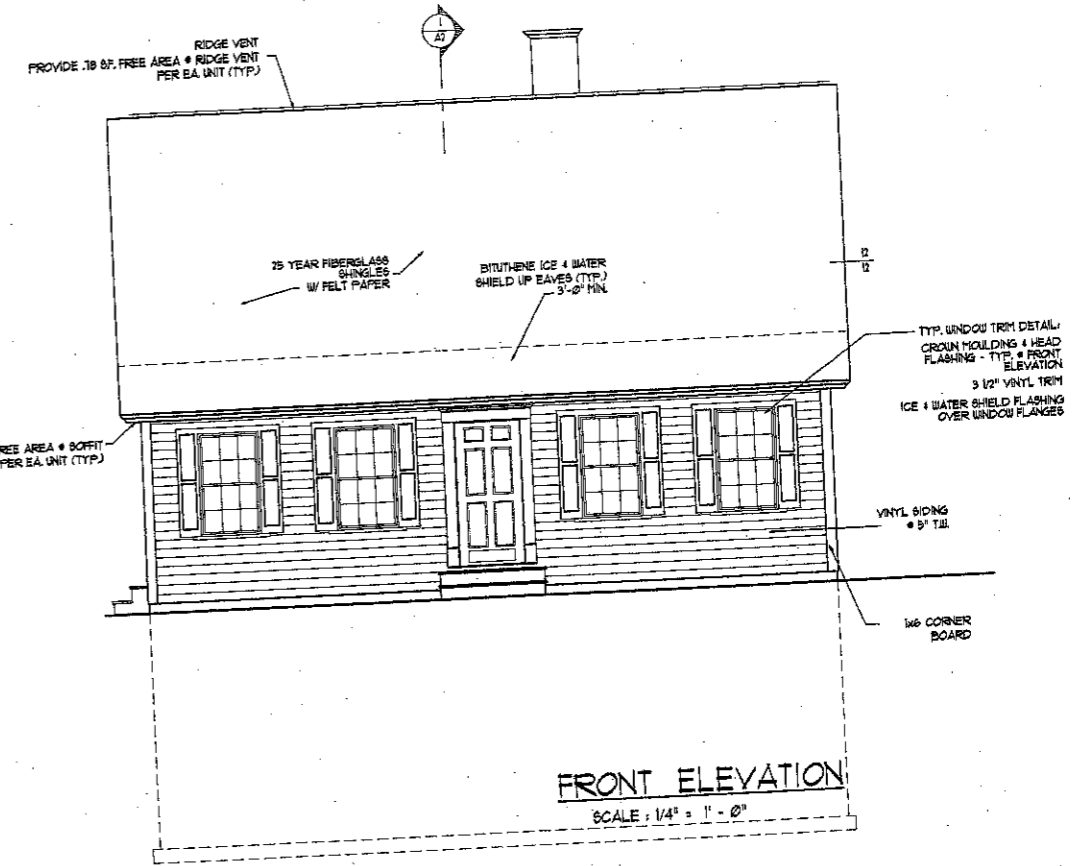 1
A2
RIDGE VENT
PROVIDE .18 S.F. FREE AREA @ RIDGE VENT
PER EA. UNIT (TYP.)
25 YEAR FIBERGLASS
SHINGLES
W/ FELT PAPER
BITUTHENE ICE & WATER
SHIELD UP EAVES (TYP.)
3'-0" MIN.
12
12
TYP. WINDOW TRIM DETAIL:
CROWN MOULDING & HEAD
FLASHING - TYP. @ FRONT
ELEVATION
3 1/2" VINYL TRIM
ICE & WATER SHIELD FLASHING
OVER WINDOW FLANGES
REE AREA @ SOFFIT
PER EA. UNIT (TYP.)
VINYL SIDING
@ 5" T.W.
1x6 CORNER
BOARD
FRONT ELEVATION
SCALE : 1/4" = 1' - 0"